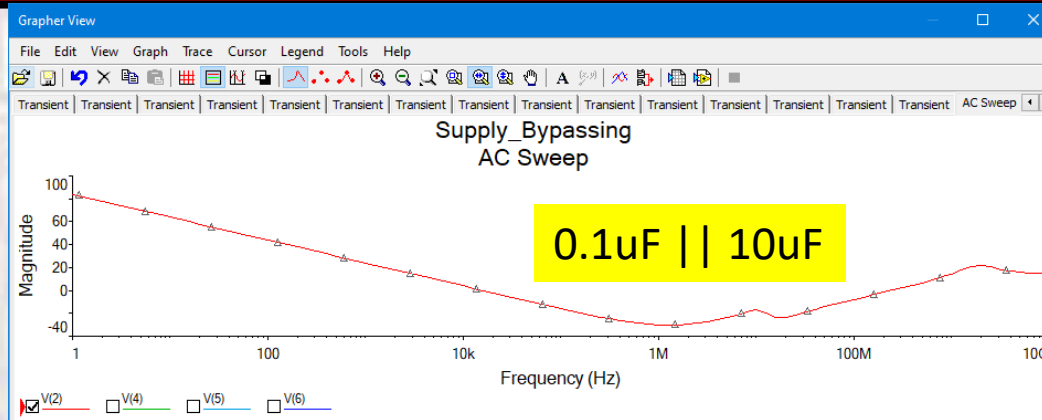 Grapher View
File Edit View Graph Trace Cursor Legend Tools Help
Transient Transient Transient Transient Transient Transient Transient Transient Transient Transient Transient Transient Transient Transient Transient AC Sweep
Supply_Bypassing
AC Sweep
0.1uF || 10uF
Magnitude
100
60
40
20
0
-40
1 100 10k 1M 100M
Frequency (Hz)
V(2) V(4) V(5) V(6)